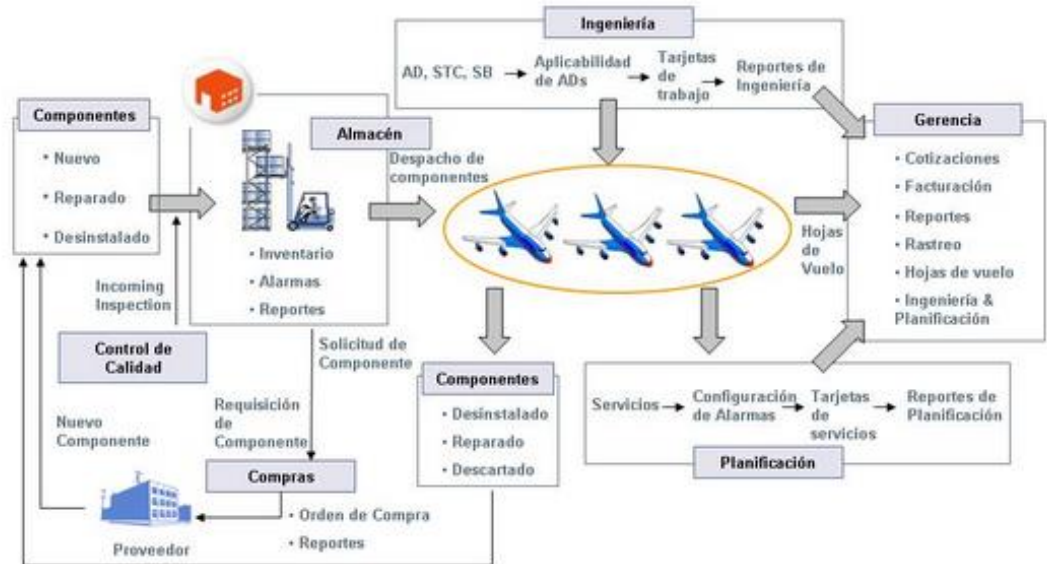 Ingeniería
AD, STC, SB
Aplicabilidad
de ADs
Tarjetas
de
trabajo
Reportes de
Ingeniería
Componentes
• Nuevo
• Reparado
• Desinstalado
Almacén
• Inventario
• Alarmas
• Reportes
Despacho de
componentes
Hojas
de
Vuelo
Gerencia
• Cotizaciones
• Facturación
• Reportes
• Rastreo
• Hojas de vuelo
• Ingeniería &
Planificación
Incoming
Inspection
Control de
Calidad
Solicitud de
Componente
Requisición
de
Componente
Nuevo
Componente
Compras
• Orden de Compra
• Reportes
Proveedor
Componentes
• Desinstalado
• Reparado
• Descartado
Servicios
Configuración
de Alarmas
Tarjetas
de
servicios
Reportes de
Planificación
Planificación